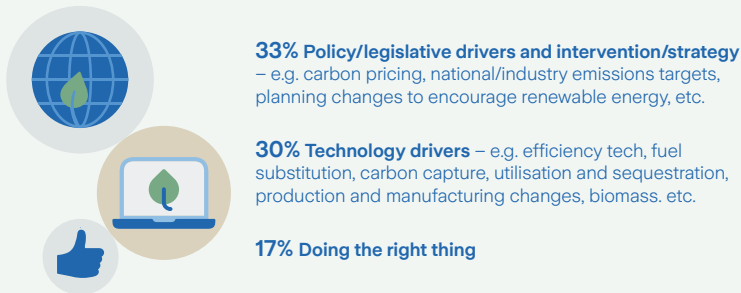 33% Policy/legislative drivers and intervention/strategy
– e.g. carbon pricing, national/industry emissions targets,
planning changes to encourage renewable energy, etc.
30% Technology drivers – e.g. efficiency tech, fuel
substitution, carbon capture, utilisation and sequestration,
production and manufacturing changes, biomass. etc.
17% Doing the right thing